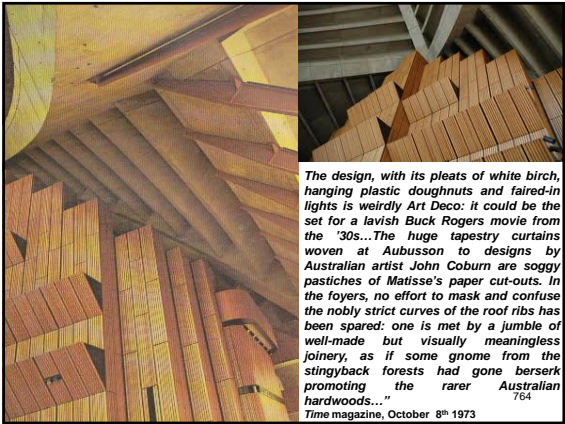 The design, with its pleats of white birch,
hanging plastic doughnuts and faired-in
lights is weirdly Art Deco: it could be the
set for a lavish Buck Rogers movie from
the '30s…The huge tapestry curtains
woven at Aubusson to designs by
Australian artist John Coburn are soggy
pastiches of Matisse's paper cut-outs. In
the foyers, no effort to mask and confuse
the nobly strict curves of the roof ribs has
been spared: one is met by a jumble of
well-made but visually meaningless
joinery, as if some gnome from the
stingyback forests had gone berserk
promoting the rarer Australian
hardwoods…"
764
Time magazine, October 8th 1973